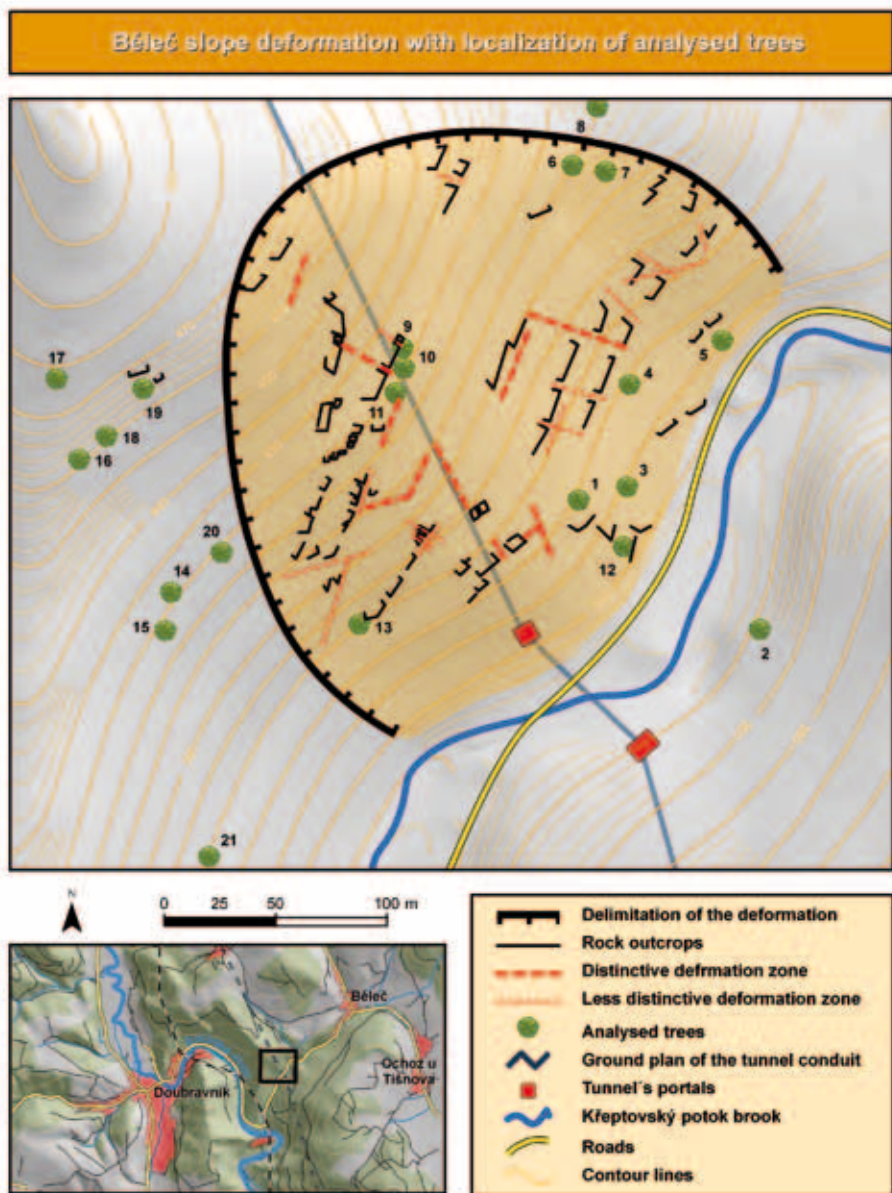 Běleč slope deformation with localization of analysed trees
8
6
7
9
10
5
17
4
19
11
18
16
1
3
20
12
14
15
13
2
21
N
0 25 50 100 m
Delimitation of the deformation
Rock outcrops
Distinctive defrmation zone
Less distinctive deformation zone
Analysed trees
Ground plan of the tunnel conduit
Tunnel´s portals
Křeptovský potok brook
Roads
Contour lines
Běleč
Ochoz u
Tišnova
Doubravník